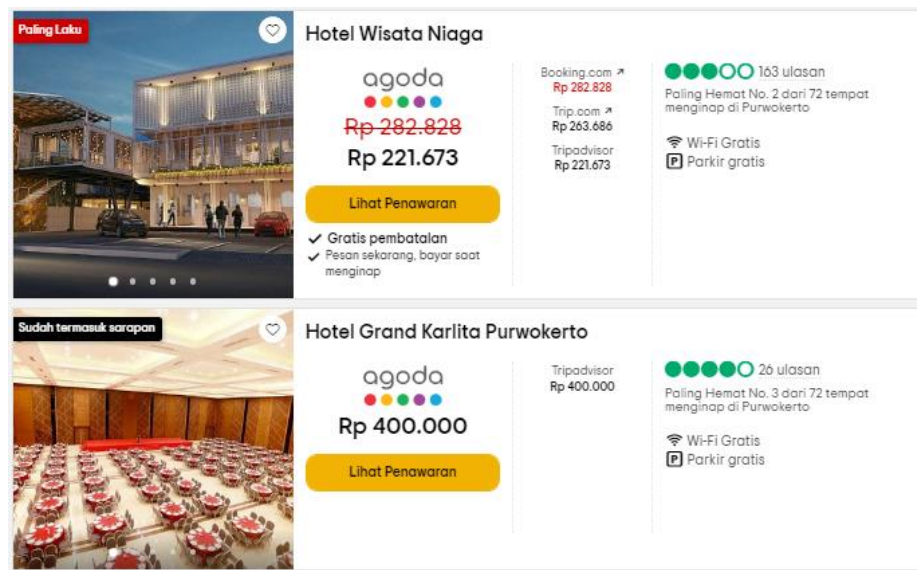 Paling Laku
Hotel Wisata Niaga
agoda
Rp 282.828
Rp 221.673
Lihat Penawaran
Gratis pembatalan
Pesan sekarang, bayar saat
menginap
Booking.com ↗
Rp 282.828
Trip.com ↗
Rp 263.686
Tripadvisor
Rp 221.673
163 ulasan
Paling Hemat No. 2 dari 72 tempat
menginap di Purwokerto
Wi-Fi Gratis
P Parkir gratis
Sudah termasuk sarapan
Hotel Grand Karlita Purwokerto
agoda
Rp 400.000
Lihat Penawaran
Tripadvisor
Rp 400.000
26 ulasan
Paling Hemat No. 3 dari 72 tempat
menginap di Purwokerto
Wi-Fi Gratis
P Parkir gratis